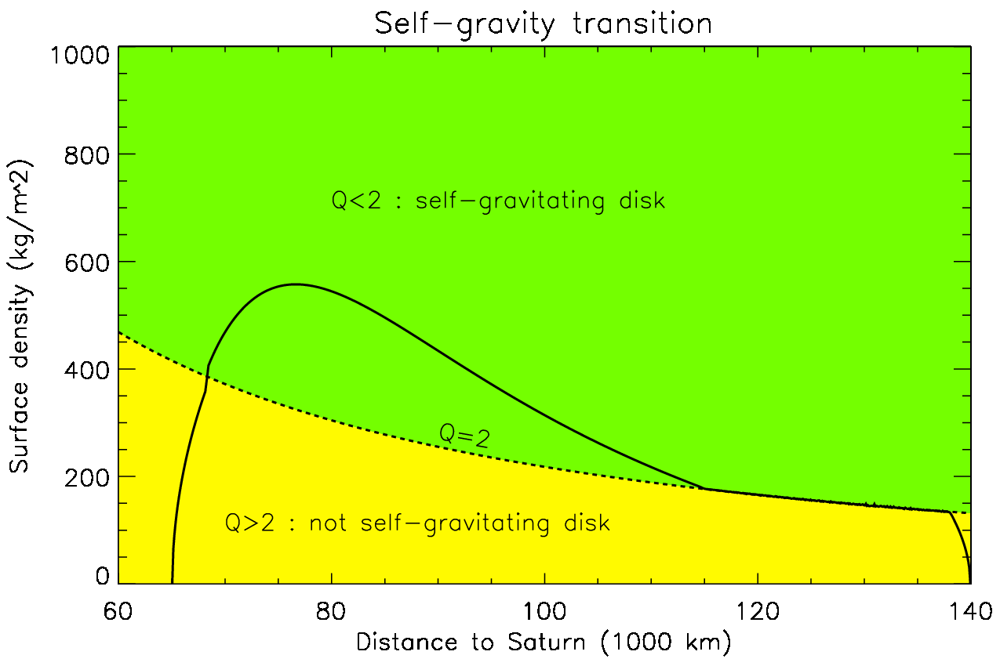 Self-gravity transition
1000
800
600
400
200
0
Surface density (kg/m^2)
Q<2 : self-gravitating disk
Q=2
Q>2 : not self-gravitating disk
60 80 100 120 140
Distance to Saturn (1000 km)